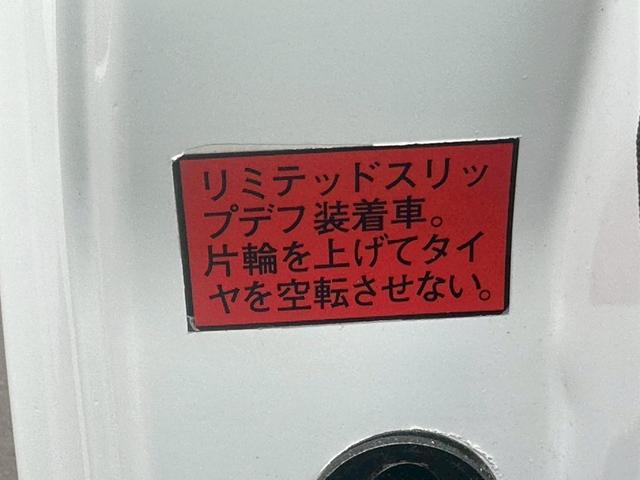 リミテッドスリッ
プデフ装着車。
片輪を上げてタイ
ヤを空転させない。